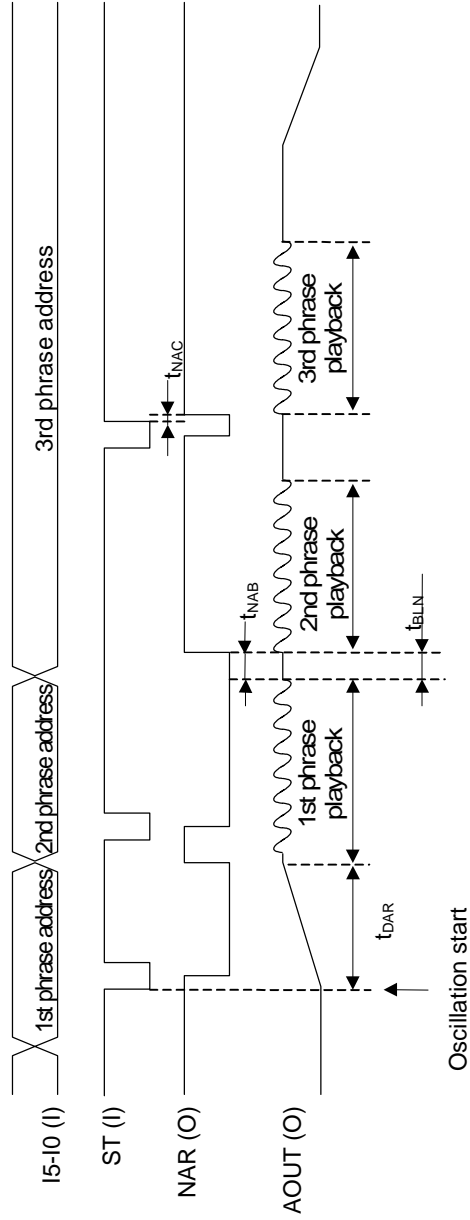 I5-I0 (I)
1st phrase address
2nd phrase address
3rd phrase address
ST (I)
NAR (O)
tNAC
AOUT (O)
tNAB
1st phrase
playback
2nd phrase
playback
3rd phrase
playback
tDAR
tBLN
Oscillation start